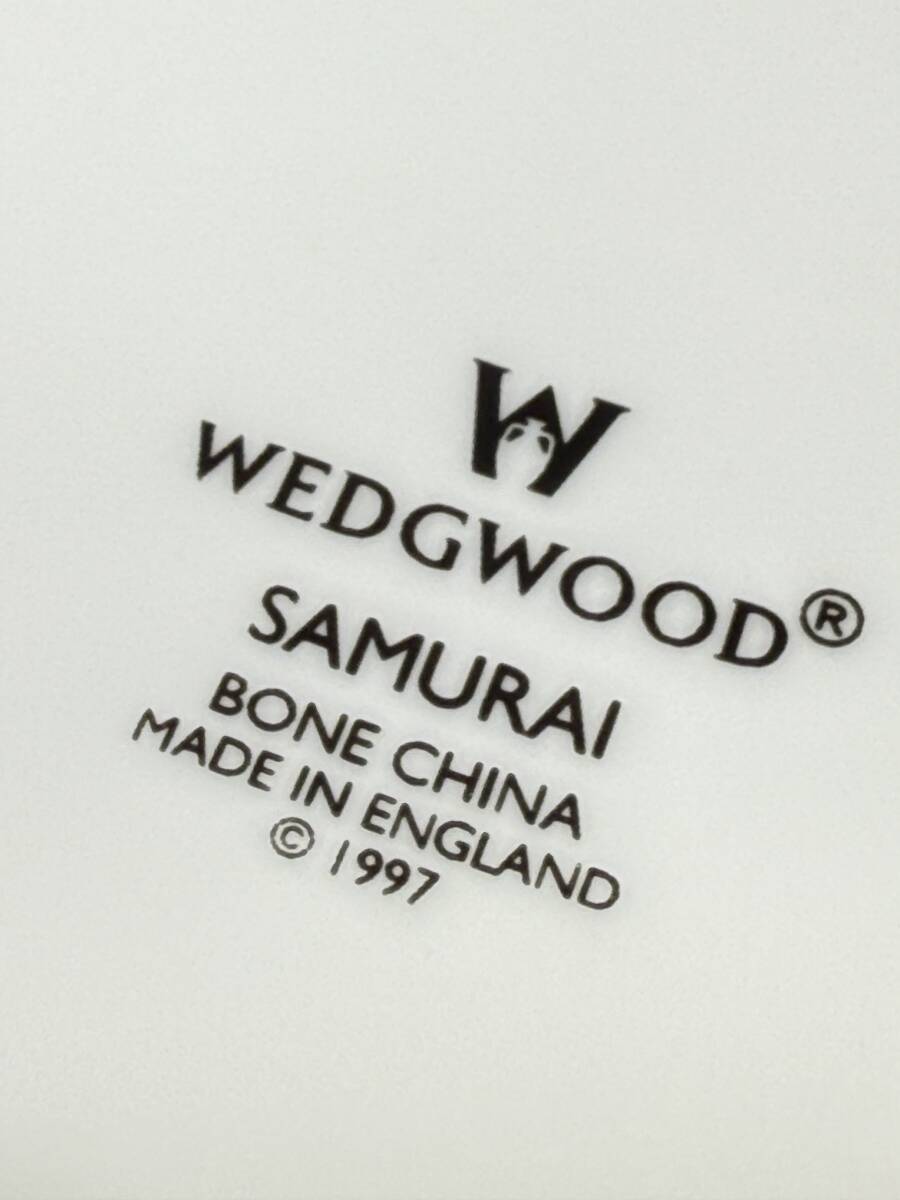 W
WEDGWOOD®
SAMURAI
BONE CHINA
MADE IN ENGLAND
© 1997